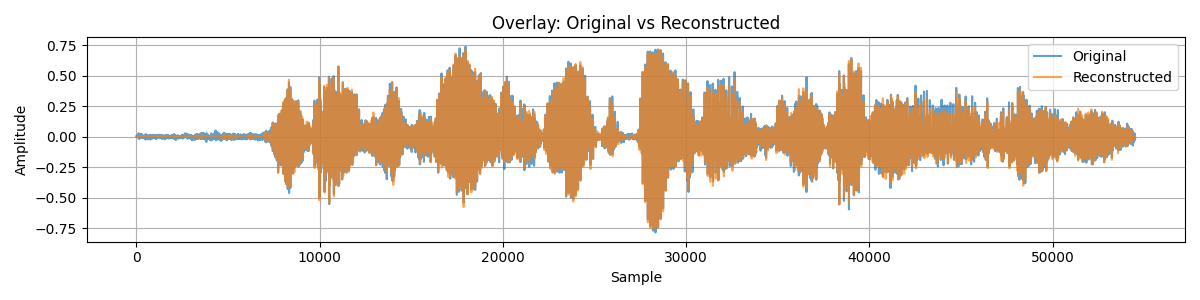 Overlay: Original vs Reconstructed
Amplitude
0.75
0.50
0.25
0.00
−0.25
−0.50
−0.75
Original
Reconstructed
0
10000
20000
30000
40000
50000
Sample